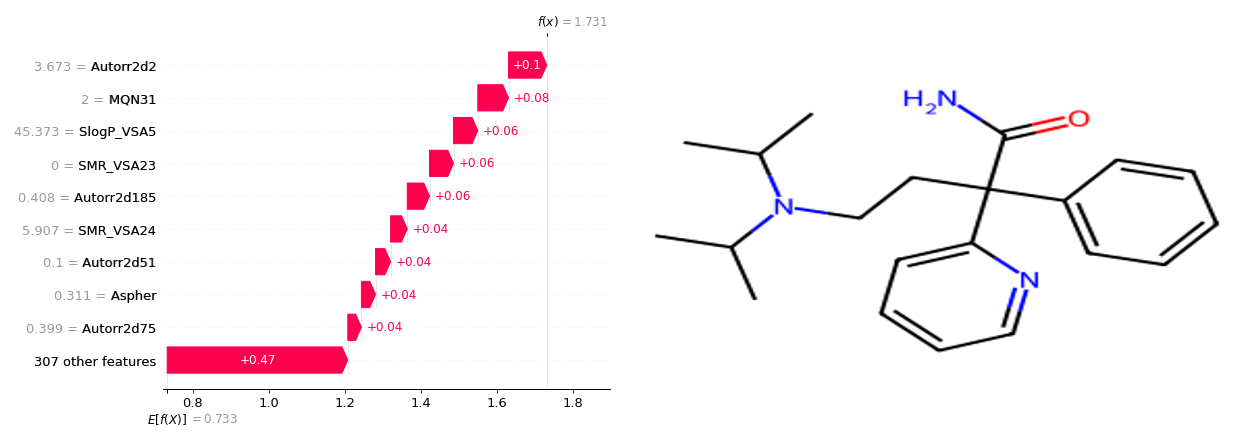 f(x) = 1.731
3.673 = Autorr2d2
+0.1
2 = MQN31
+0.08
45.373 = SlogP_VSA5
+0.06
0 = SMR_VSA23
+0.06
0.408 = Autorr2d185
+0.06
5.907 = SMR_VSA24
+0.04
0.1 = Autorr2d51
+0.04
0.311 = Aspher
+0.04
0.399 = Autorr2d75
+0.04
307 other features
+0.47
0.8 1.0 1.2 1.4 1.6 1.8
E[f(X)] = 0.733
H₂N
O
N
N